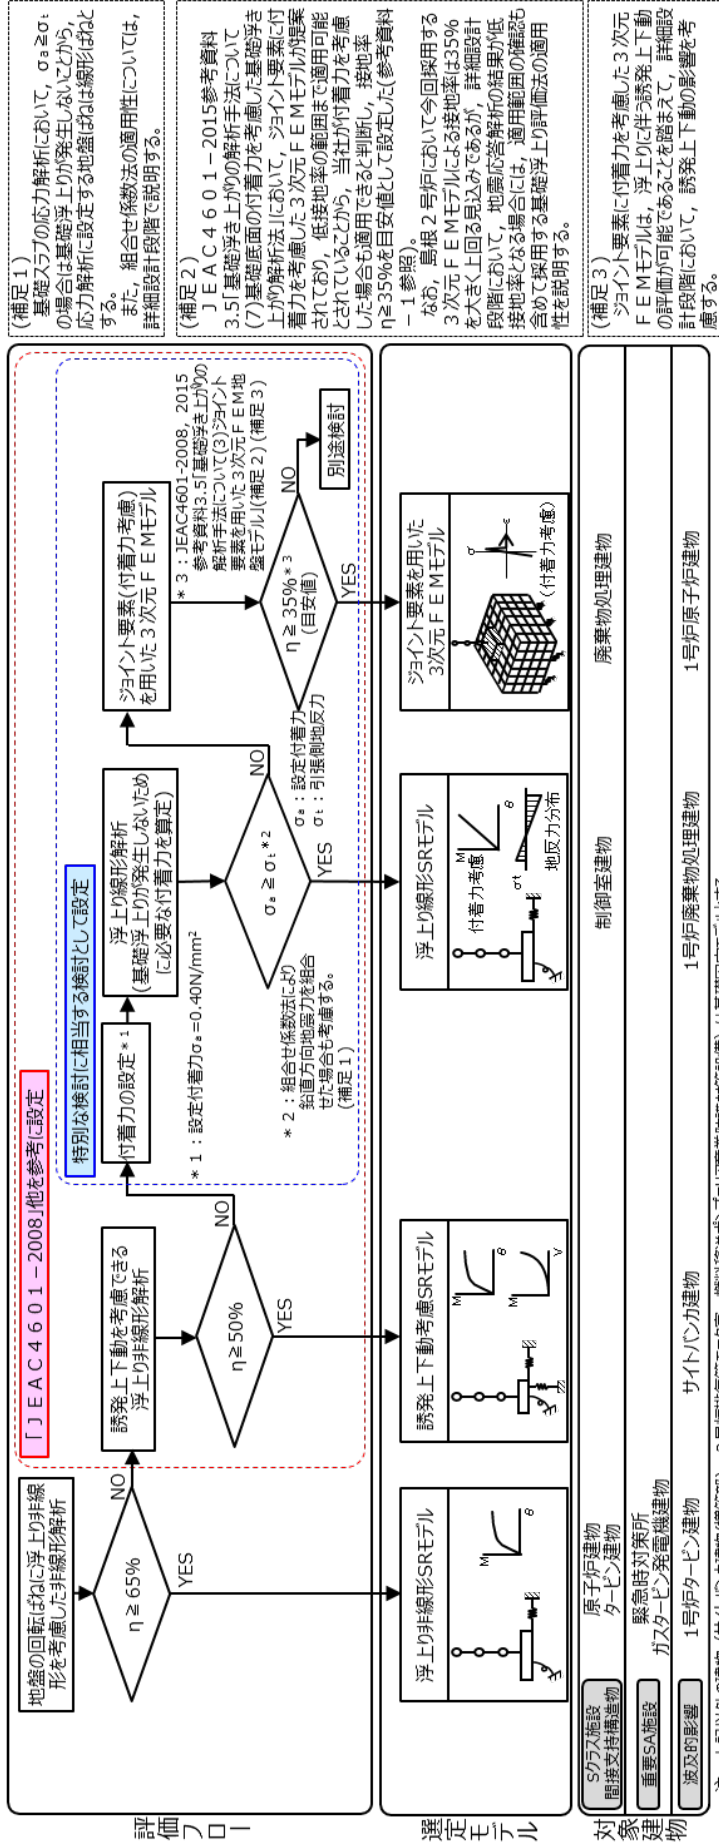 評価フロー
地盤の回転ばねに浮上り非線
形を考慮した非線形解析
η≧65%
NO
YES
「ＪＥＡＣ４６０１－2008」他を参考に設定
誘発上下動を考慮できる
浮上り非線形解析
η≧50%
NO
YES
特別な検討に相当する検討として設定
付着力の設定＊1
＊1：設定付着力σa=0.40N/mm2
浮上り線形解析
(基礎浮上りが発生しないため
に必要な付着力を算定)
σa≧σt＊2
NO
YES
＊2：組合せ係数法により
鉛直方向地震力を組合
せた場合も考慮する。
(補足１)
σa：設定付着力
σt：引張側地反力
ジョイント要素(付着力考慮)
を用いた３次元ＦＥＭモデル
＊3：JEAC4601-2008，2015
参考資料3.5「基礎浮き上がりの
解析手法について(3)ジョイント
要素を用いた３次元ＦＥＭ地
盤モデル」(補足２)(補足３)
η≧35%＊3
(目安値)
NO
YES
別途検討
選定モデル
浮上り非線形SRモデル
M
θ
誘発上下動考慮SRモデル
M
θ
M
V
浮上り線形SRモデル
付着力考慮
M
θ
σt
地反力分布
ジョイント要素を用いた
3次元ＦＥＭモデル
σ
ε
(付着力考慮)
対象建物
Sクラス施設
間接支持構造物
原子炉建物
タービン建物
制御室建物
廃棄物処理建物
重要SA施設
緊急時対策所
ガスタービン発電機建物
波及的影響
1号炉タービン建物
サイトバンカ建物
1号炉廃棄物処理建物
1号炉原子炉建物
(補足１)
基礎スラブの応力解析において，σa≧σt
の場合は基礎浮上りが発生しないことから，
応力解析に設定する地盤ばねは線形ばねと
する。
また，組合せ係数法の適用性については，
詳細設計段階で説明する。
(補足２)
ＪＥＡＣ４６０１－2015参考資料
3.5「基礎浮き上がりの解析手法について
(7)基礎底面の付着力を考慮した基礎浮き
上がり解析法」において，ジョイント要素に付
着力を考慮した３次元ＦＥＭモデルが提案
されており，低接地率の範囲まで適用可能
とされていることから，当社が付着力を考慮
した場合も適用できると判断し，接地率
η≧35%を目安値として設定した(参考資料
－1参照)。
なお，島根２号炉において今回採用する
３次元ＦＥＭモデルによる接地率は35%
を大きく上回る見込みであるが，詳細設計
段階において，地震応答解析の結果が低
接地率となる場合には，適用範囲の確認も
含めて採用する基礎浮上り評価法の適用
性を説明する。
(補足３)
ジョイント要素に付着力を考慮した３次元
ＦＥＭモデルは，浮上りに伴う誘発上下動
の評価が可能であることを踏まえて，詳細設
計段階において，誘発上下動の影響を考
慮する。